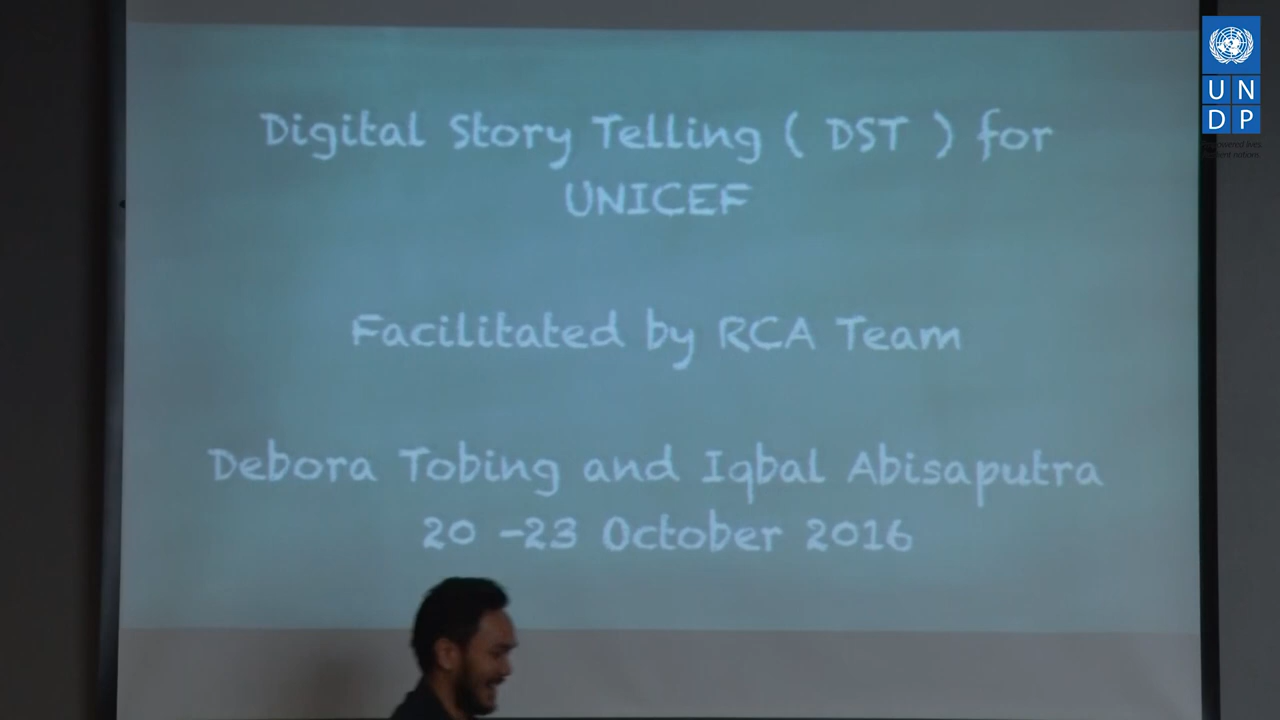 Digital Story Telling ( DST ) for
UNICEF
Facilitated by RCA Team
Debora Tobing and Iqbal Abisaputra
20 -23 October 2016
U N
D P